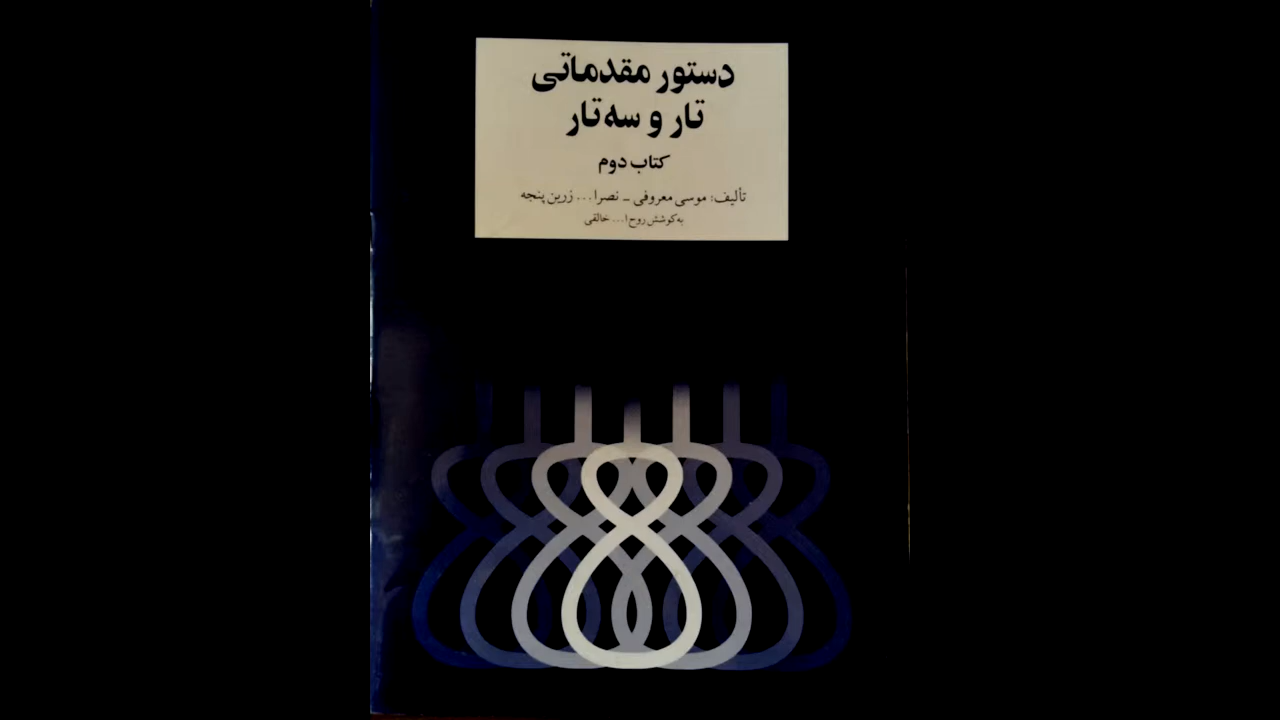 دستور مقدماتی
تار و سه‌تار
کتاب دوم
تألیف: موسی معروفی - نصرا... زرین پنجه
به‌کوشش روح ا... خالقی